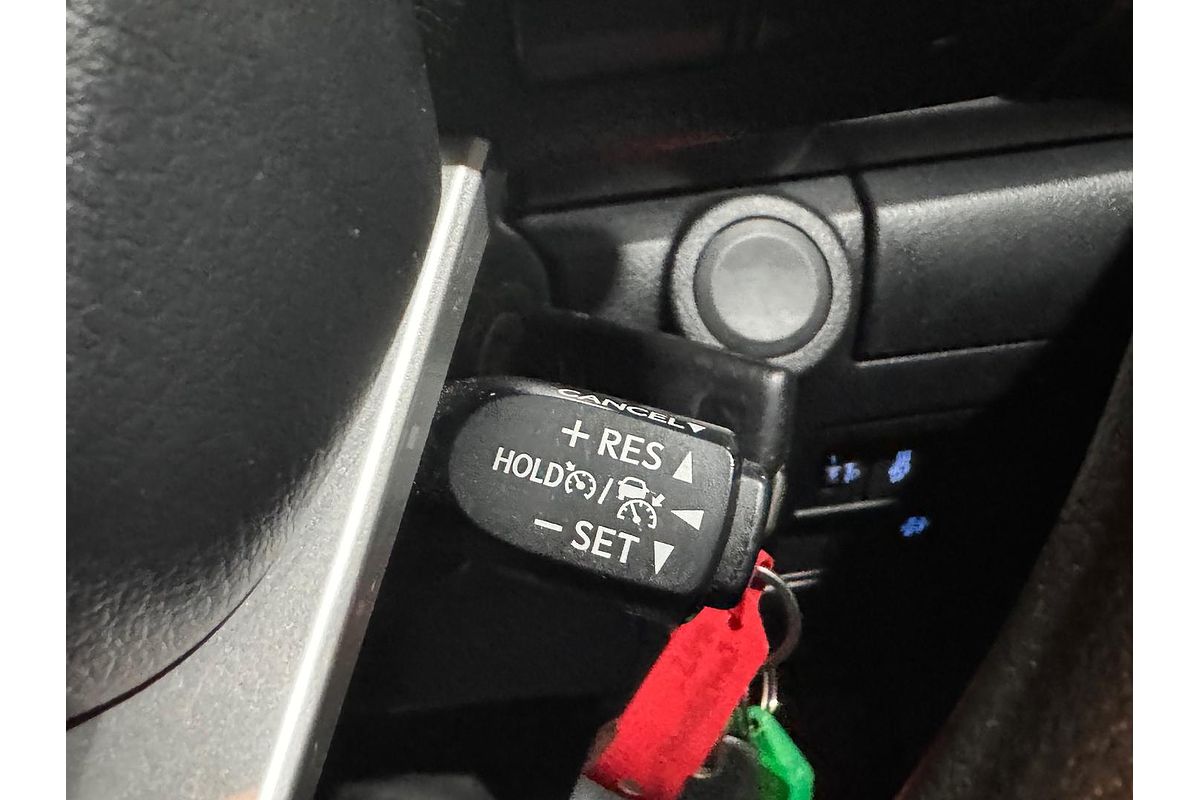 CANCEL
+ RES
HOLD /
− SET